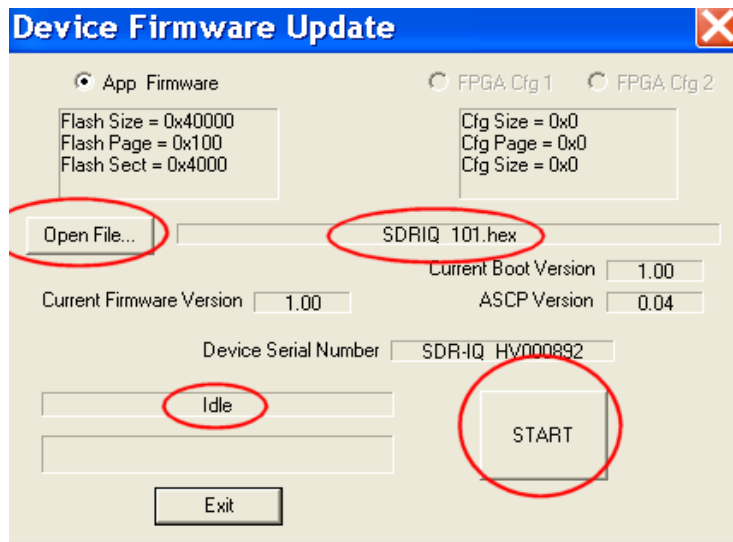 Device Firmware Update
App Firmware
FPGA Cfg 1
FPGA Cfg 2
Flash Size = 0x40000
Flash Page = 0x100
Flash Sect = 0x4000
Cfg Size = 0x0
Cfg Page = 0x0
Cfg Size = 0x0
Open File...
SDRIQ 101.hex
Current Boot Version 1.00
Current Firmware Version 1.00
ASCP Version 0.04
Device Serial Number SDR-IQ HV000892
Idle
START
Exit